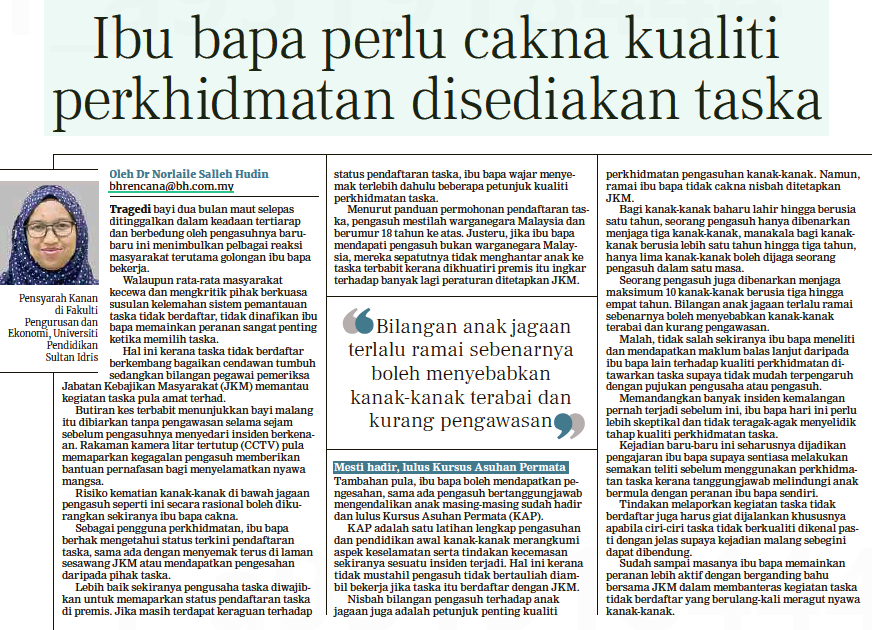 Ibu bapa perlu cakna kualiti
perkhidmatan disediakan taska
Oleh Dr Norlaile Salleh Hudin
bhrencana@bh.com.my
Pensyarah Kanan
di Fakulti
Pengurusan dan
Ekonomi, Universiti
Pendidikan
Sultan Idris
Tragedi bayi dua bulan maut selepas
ditinggalkan dalam keadaan tertiarap
dan berbedung oleh pengasuhnya baru-
baru ini menimbulkan pelbagai reaksi
masyarakat terutama golongan ibu bapa
bekerja.
Walaupun rata-rata masyarakat
kecewa dan mengkritik pihak berkuasa
susulan kelemahan sistem pemantauan
taska tidak berdaftar, tidak dinafikan ibu
bapa memainkan peranan sangat penting
ketika memilih taska.
Hal ini kerana taska tidak berdaftar
berkembang bagaikan cendawan tumbuh
sedangkan bilangan pegawai pemeriksa
Jabatan Kebajikan Masyarakat (JKM) memantau
kegiatan taska pula amat terhad.
Butiran kes terbabit menunjukkan bayi malang
itu dibiarkan tanpa pengawasan selama sejam
sebelum pengasuhnya menyedari insiden berkena-
an. Rakaman kamera litar tertutup (CCTV) pula
memaparkan kegagalan pengasuh memberikan
bantuan pernafasan bagi menyelamatkan nyawa
mangsa.
Risiko kematian kanak-kanak di bawah jagaan
pengasuh seperti ini secara rasional boleh diku-
rangkan sekiranya ibu bapa cakna.
Sebagai pengguna perkhidmatan, ibu bapa
berhak mengetahui status terkini pendaftaran
taska, sama ada dengan menyemak terus di laman
sesawang JKM atau mendapatkan pengesahan
daripada pihak taska.
Lebih baik sekiranya pengusaha taska diwajib-
kan untuk memaparkan status pendaftaran taska
di premis. Jika masih terdapat keraguan terhadap
status pendaftaran taska, ibu bapa wajar menye-
mak terlebih dahulu beberapa petunjuk kualiti
perkhidmatan taska.
Menurut panduan permohonan pendaftaran tas-
ka, pengasuh mestilah warganegara Malaysia dan
berumur 18 tahun ke atas. Justeru, jika ibu bapa
mendapati pengasuh bukan warganegara Malay-
sia, mereka sepatutnya tidak menghantar anak ke
taska terbabit kerana dikhuatiri premis itu ingkar
terhadap banyak lagi peraturan ditetapkan JKM.
“Bilangan anak jagaan
terlalu ramai sebenarnya
boleh menyebabkan
kanak-kanak terabai dan
kurang pengawasan”
Mesti hadir, lulus Kursus Asuhan Permata
Tambahan pula, ibu bapa boleh mendapatkan pe-
ngesahan, sama ada pengasuh bertanggungjawab
mengendalikan anak masing-masing sudah hadir
dan lulus Kursus Asuhan Permata (KAP).
KAP adalah satu latihan lengkap pengasuhan
dan pendidikan awal kanak-kanak merangkumi
aspek keselamatan serta tindakan kecemasan
sekiranya sesuatu insiden terjadi. Hal ini kerana
tidak mustahil pengasuh tidak bertauliah diam-
bil bekerja jika taska itu berdaftar dengan JKM.
Nisbah bilangan pengasuh terhadap anak
jagaan juga adalah petunjuk penting kualiti
perkhidmatan pengasuhan kanak-kanak. Namun,
ramai ibu bapa tidak cakna nisbah ditetapkan
JKM.
Bagi kanak-kanak baharu lahir hingga berusia
satu tahun, seorang pengasuh hanya dibenarkan
menjaga tiga kanak-kanak, manakala bagi kanak-
kanak berusia lebih satu tahun hingga tiga tahun,
hanya lima kanak-kanak boleh dijaga seorang
pengasuh dalam satu masa.
Seorang pengasuh juga dibenarkan menjaga
maksimum 10 kanak-kanak berusia tiga hingga
empat tahun. Bilangan anak jagaan terlalu ramai
sebenarnya boleh menyebabkan kanak-kanak
terabai dan kurang pengawasan.
Malah, tidak salah sekiranya ibu bapa meneliti
dan mendapatkan maklum balas lanjut daripada
ibu bapa lain terhadap kualiti perkhidmatan di-
tawarkan taska supaya tidak mudah terpengaruh
dengan pujukan pengusaha atau pengasuh.
Memandangkan banyak insiden kemalangan
pernah terjadi sebelum ini, ibu bapa hari ini perlu
lebih skeptikal dan tidak teragak-agak menyelidik
tahap kualiti perkhidmatan taska.
Kejadian baru-baru ini seharusnya dijadikan
pengajaran ibu bapa supaya sentiasa melakukan
semakan teliti sebelum menggunakan perkhidma-
tan taska kerana tanggungjawab melindungi anak
bermula dengan peranan ibu bapa sendiri.
Tindakan melaporkan kegiatan taska tidak
berdaftar juga harus giat dijalankan khususnya
apabila ciri-ciri taska tidak berkualiti dikenal pas-
ti dengan jelas supaya kejadian malang sebegini
dapat dibendung.
Sudah sampai masanya ibu bapa memainkan
peranan lebih aktif dengan berganding bahu
bersama JKM dalam membanteras kegiatan taska
tidak berdaftar yang berulang-kali meragut nyawa
kanak-kanak.